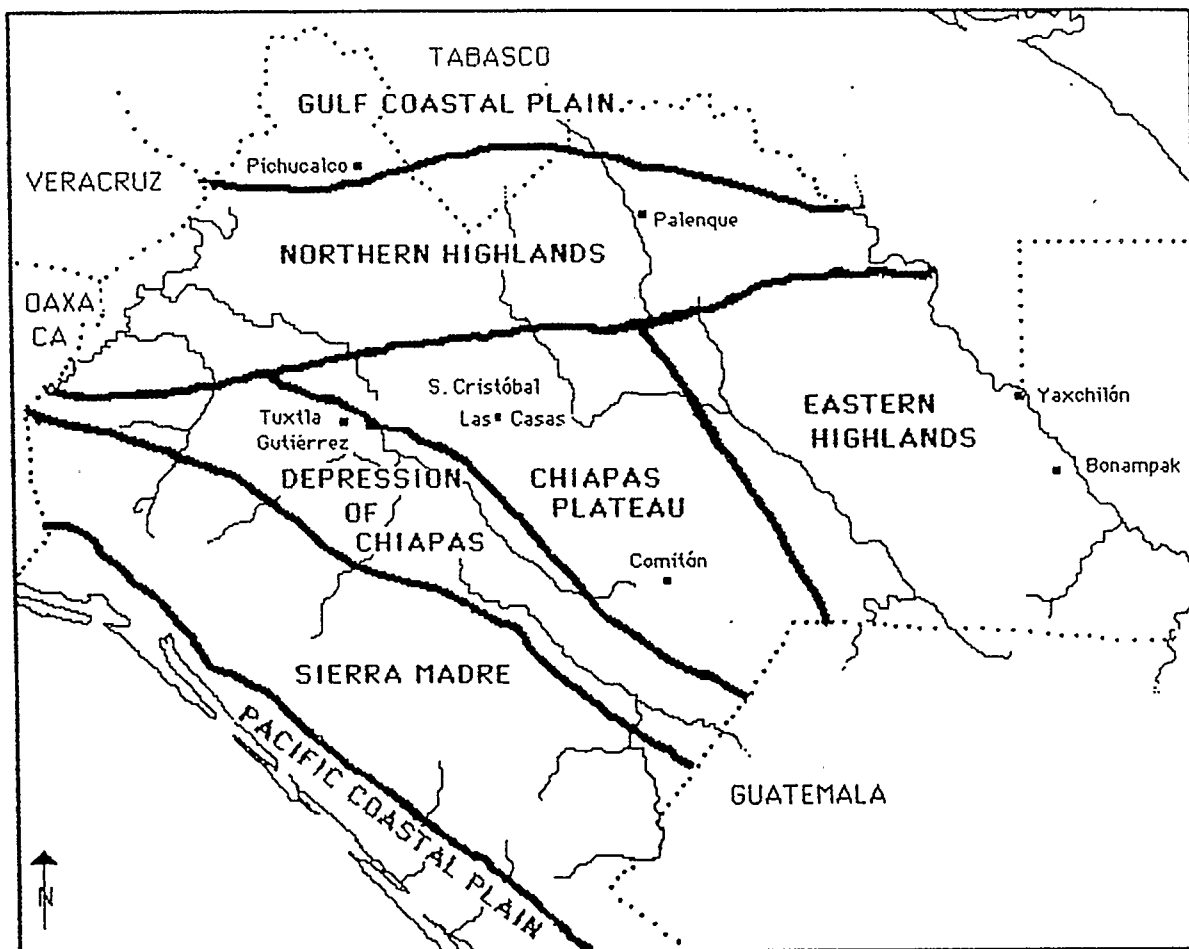 TABASCO
GULF COASTAL PLAIN
Pichucalco
VERACRUZ
Palenque
NORTHERN HIGHLANDS
OAXA
CA
S. Cristóbal
Las Casas
Tuxtla
Gutiérrez
EASTERN
HIGHLANDS
Yaxchilón
Bonampak
DEPRESSION
OF
CHIAPAS
CHIAPAS
PLATEAU
Comitán
SIERRA MADRE
PACIFIC COASTAL PLAIN
GUATEMALA
N